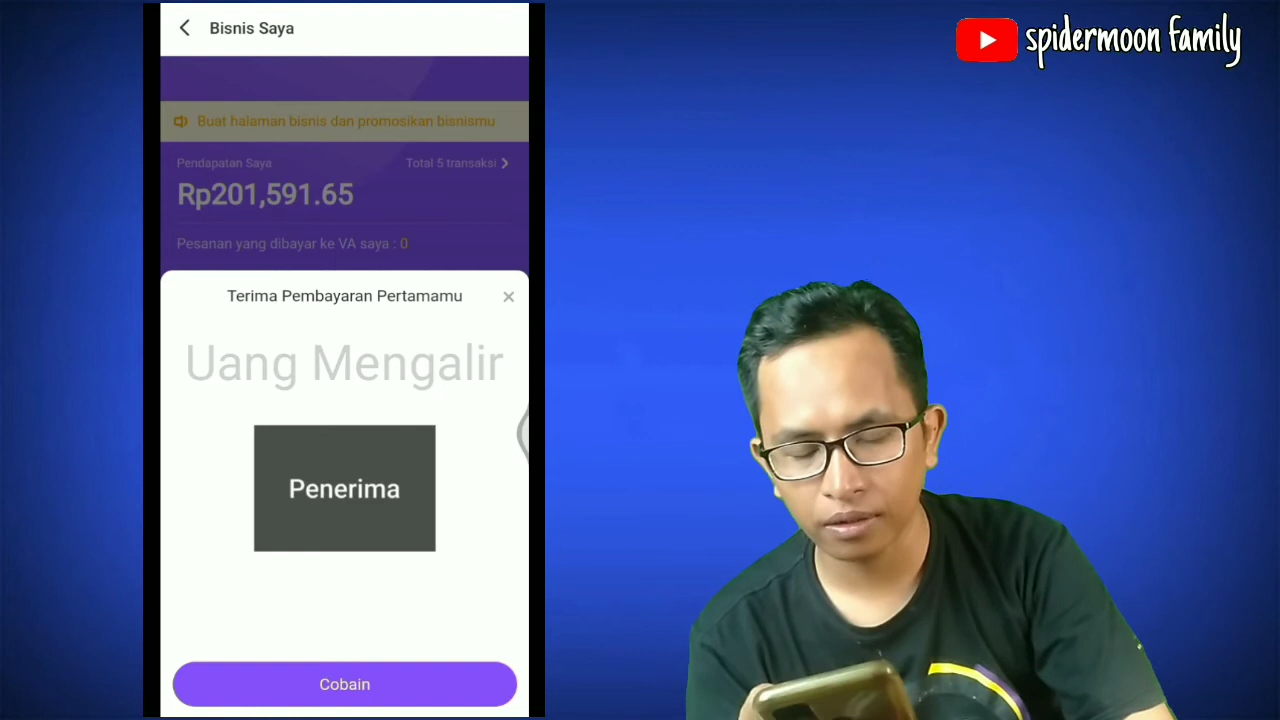 Bisnis Saya
spidermoon family
Buat halaman bisnis dan promosikan bisnismu
Pendapatan Saya
Total 5 transaksi
Rp201,591.65
Pesanan yang dibayar ke VA saya : 0
Terima Pembayaran Pertamamu
Uang Mengalir
Penerima
Cobain